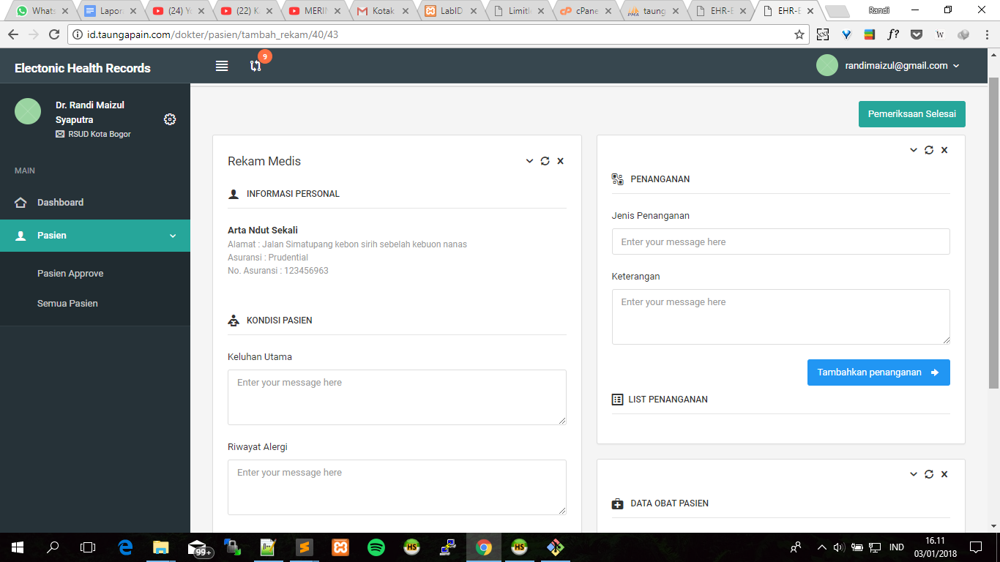 Whats
Lapor
(24) Y
(22) K
MERI
Kotak
LabID
Limitl
cPane
taung
EHR-E
EHR-E
Randi
id.taungapain.com/dokter/pasien/tambah_rekam/40/43
f?
W
Electonic Health Records
9
randimaizul@gmail.com
Dr. Randi Maizul
Syaputra
RSUD Kota Bogor
MAIN
Dashboard
Pasien
Pasien Approve
Semua Pasien
Pemeriksaan Selesai
Rekam Medis
INFORMASI PERSONAL
Arta Ndut Sekali
Alamat : Jalan Simatupang kebon sirih sebelah kebuon nanas
Asuransi : Prudential
No. Asuransi : 123456963
KONDISI PASIEN
Keluhan Utama
Enter your message here
Riwayat Alergi
Enter your message here
PENANGANAN
Jenis Penanganan
Enter your message here
Keterangan
Enter your message here
Tambahkan penanganan
LIST PENANGANAN
DATA OBAT PASIEN
99+
HS
HS
IND
16.11
03/01/2018